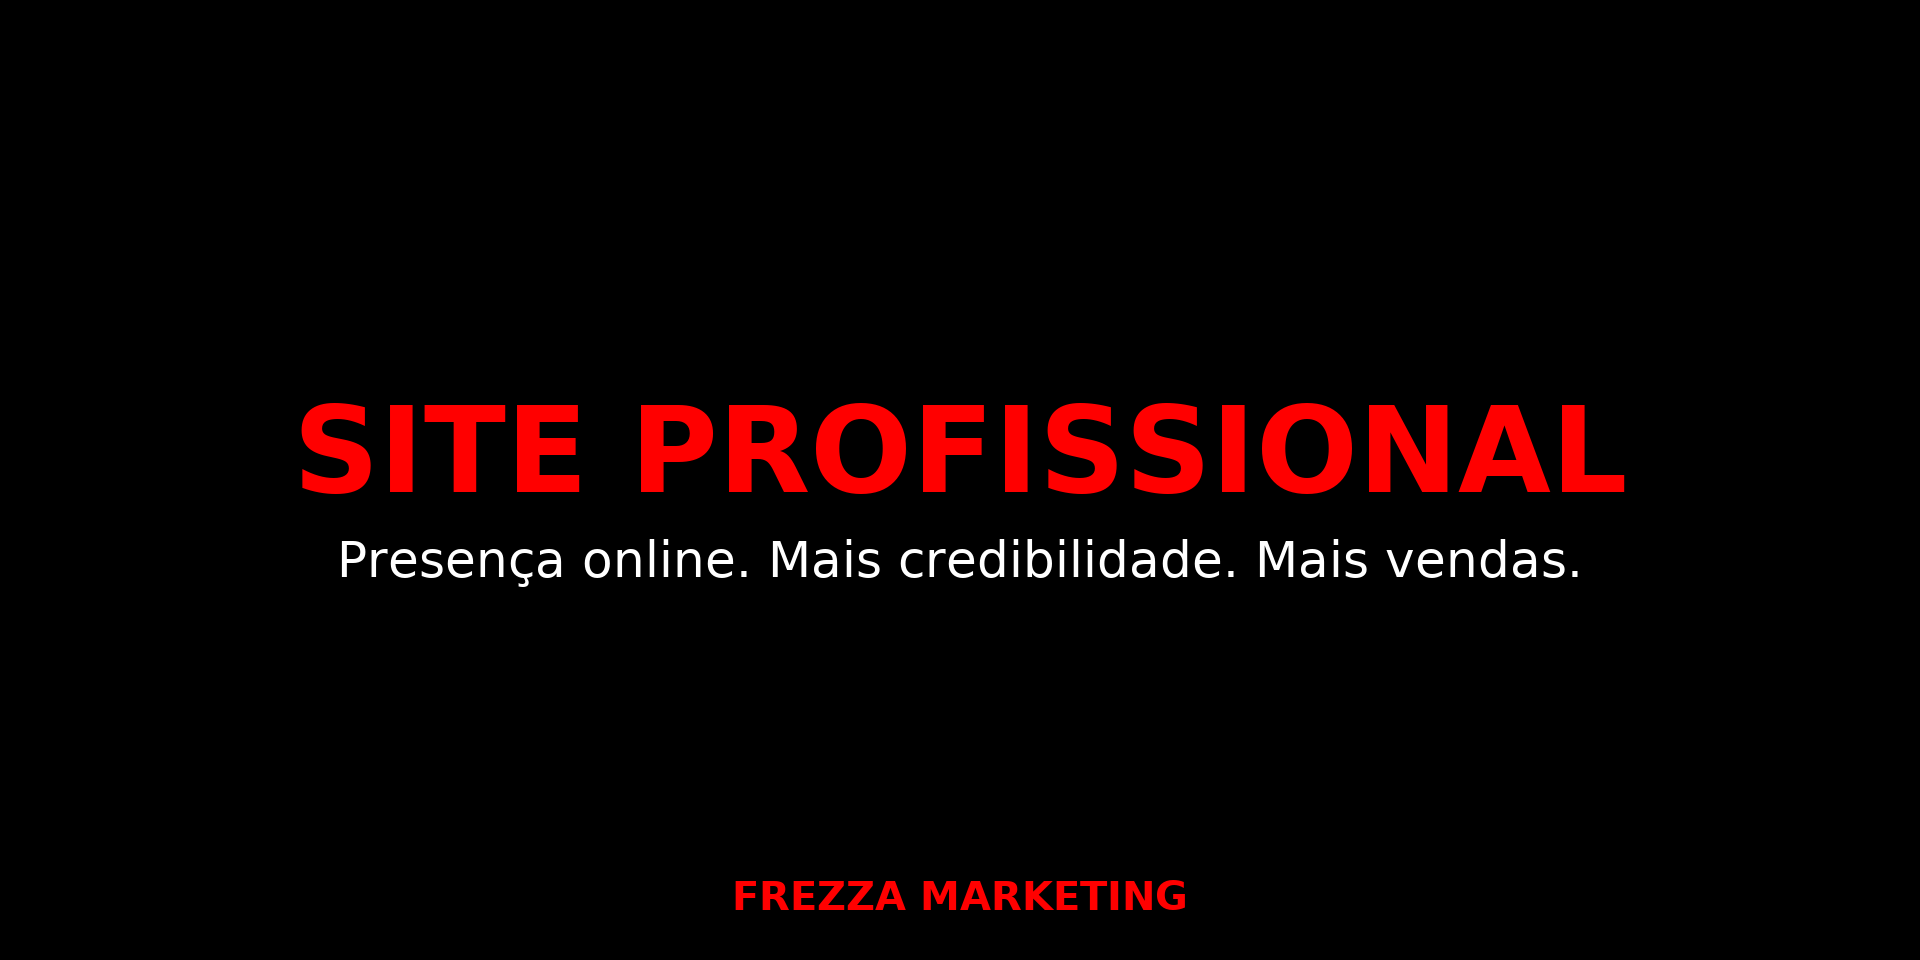 SITE PROFISSIONAL
Presença online. Mais credibilidade. Mais vendas.
FREZZA MARKETING